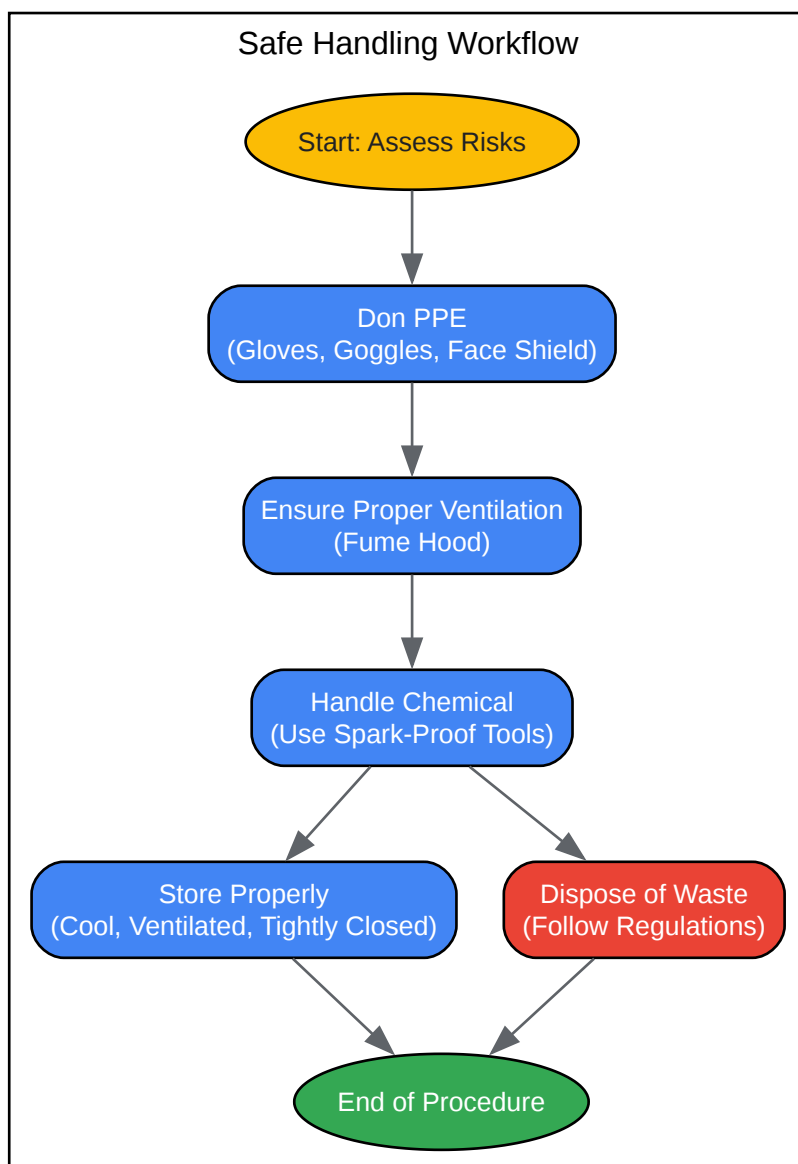 Safe Handling Workflow
Start: Assess Risks
Don PPE
(Gloves, Goggles, Face Shield)
Ensure Proper Ventilation
(Fume Hood)
Handle Chemical
(Use Spark-Proof Tools)
Store Properly
(Cool, Ventilated, Tightly Closed)
Dispose of Waste
(Follow Regulations)
End of Procedure